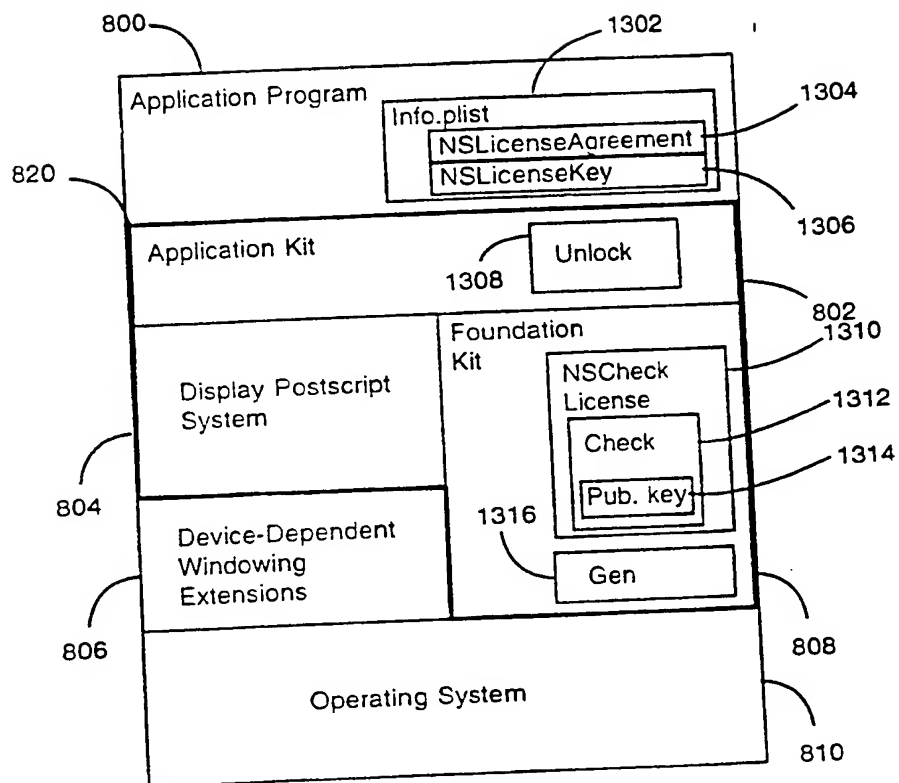 800
1302
Application Program
1304
Info.plist
NSLicenseAgreement
820
NSLicenseKey
1306
Application Kit
Unlock
1308
802
Foundation
Kit
1310
NSCheck
License
Display Postscript
System
1312
Check
1314
Pub. key
804
1316
Device-Dependent
Windowing
Extensions
Gen
806
808
Operating System
810